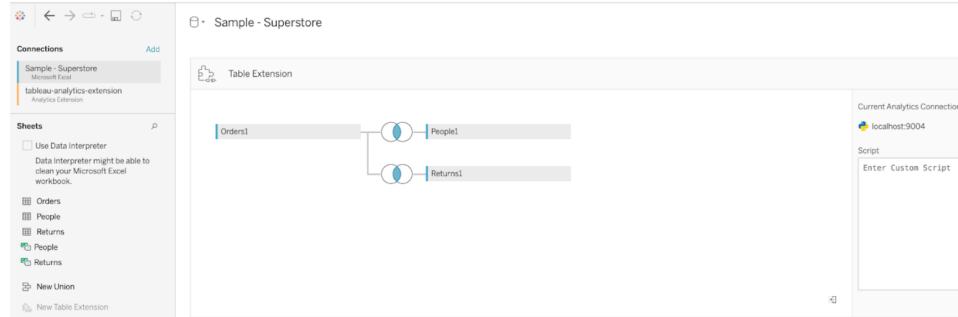 Sample - Superstore
Connections
Add
Sample - Superstore
Microsoft Excel
tableau-analytics-extension
Analytics Extension
Sheets
Use Data Interpreter
Data Interpreter might be able to
clean your Microsoft Excel
workbook.
Orders
People
Returns
People
Returns
New Union
New Table Extension
Table Extension
Orders1
People1
Returns1
Current Analytics Connection
localhost:9004
Script
Enter Custom Script